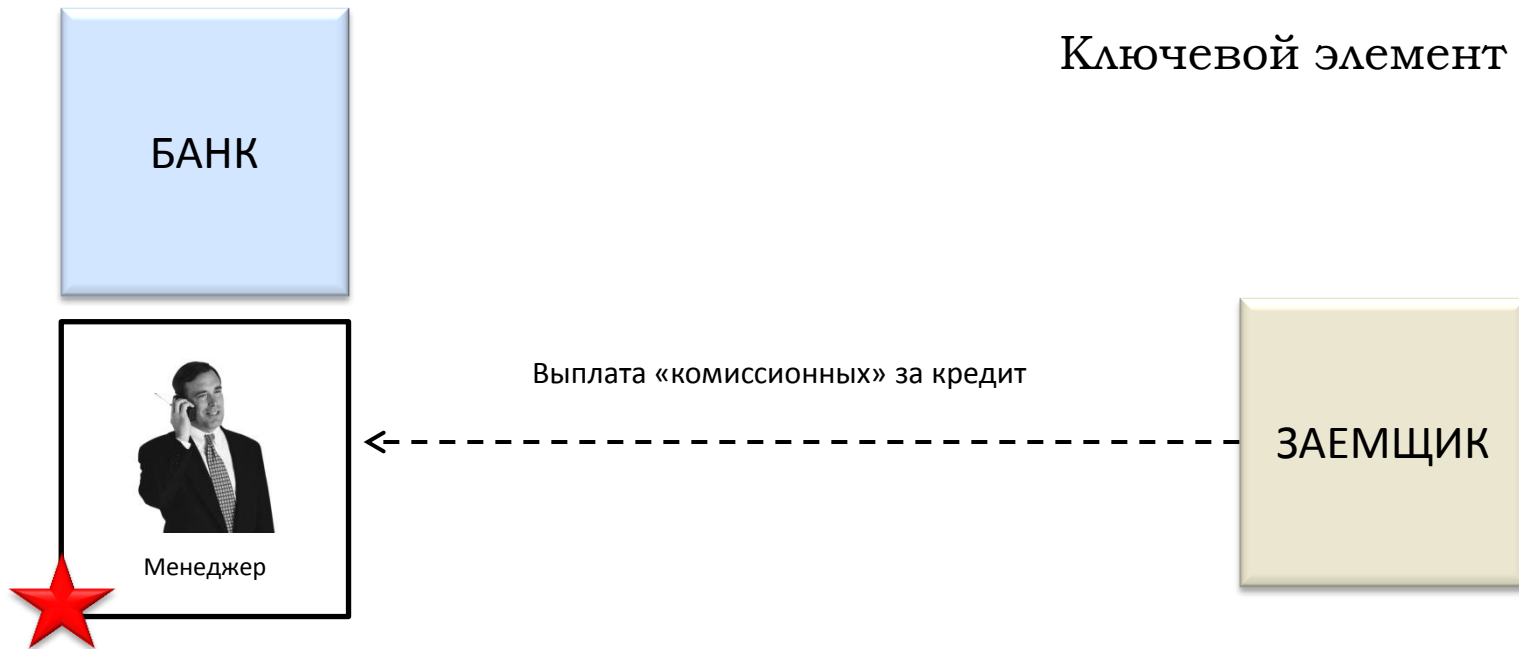 Ключевой элемент
БАНК
Выплата «комиссионных» за кредит
ЗАЕМЩИК
Менеджер